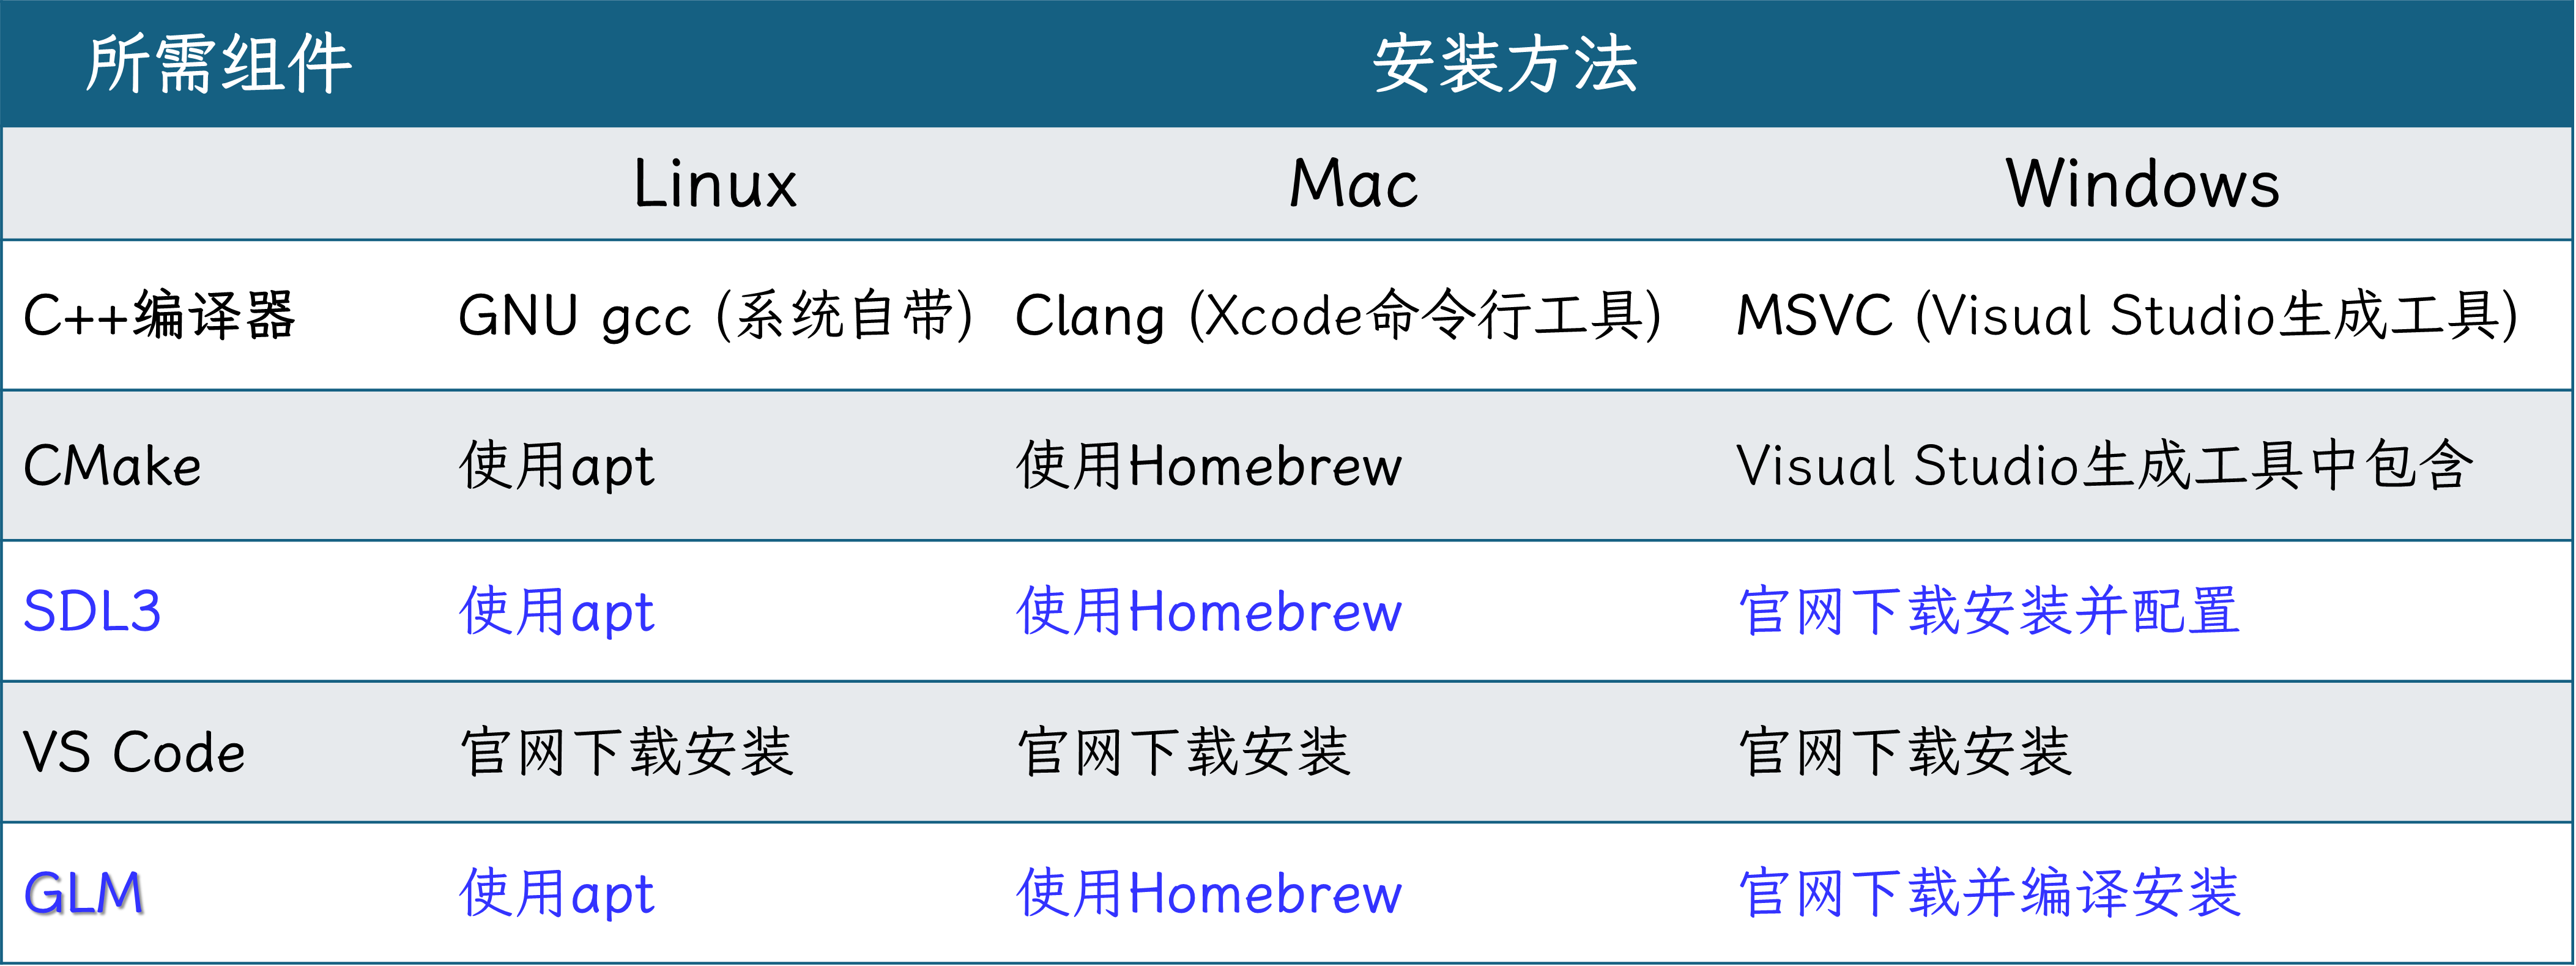 所需组件 安装方法
Linux Mac Windows
C++编译器 GNU gcc (系统自带) Clang (Xcode命令行工具) MSVC (Visual Studio生成工具)
CMake 使用apt 使用Homebrew Visual Studio生成工具中包含
SDL3 使用apt 使用Homebrew 官网下载安装并配置
VS Code 官网下载安装 官网下载安装 官网下载安装
GLM 使用apt 使用Homebrew 官网下载并编译安装